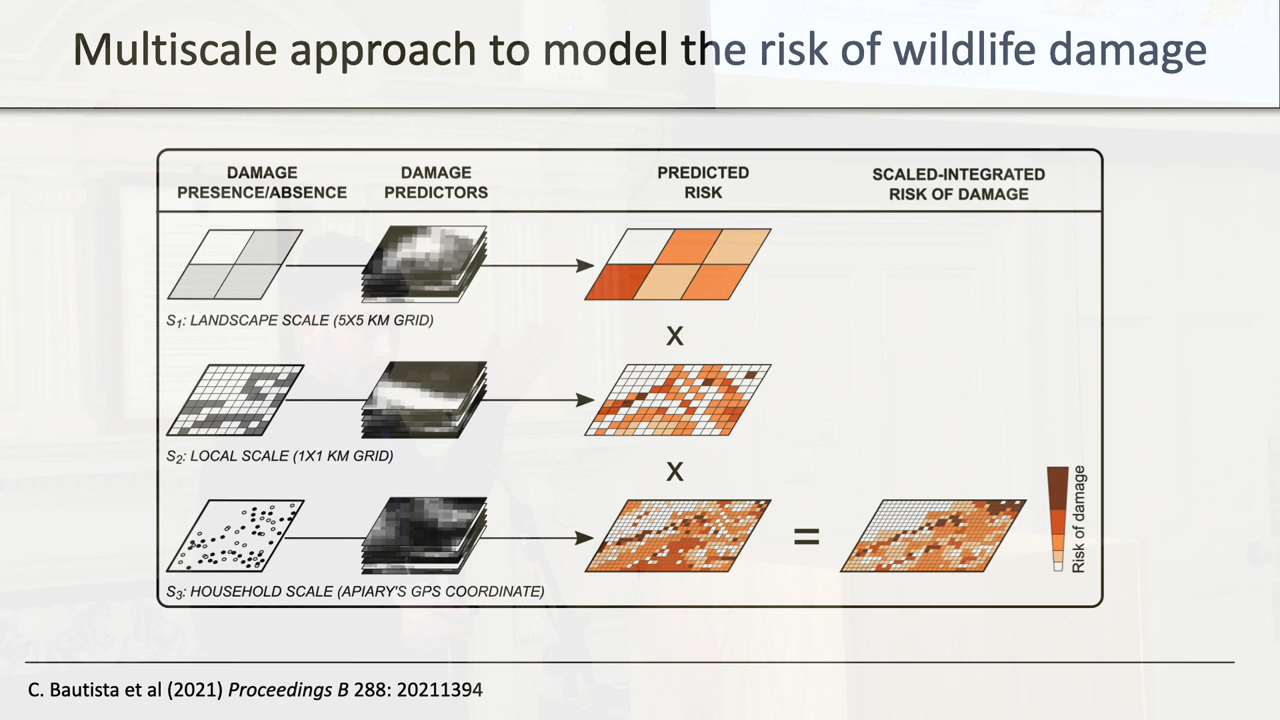 Multiscale approach to model the risk of wildlife damage
DAMAGE
PRESENCE/ABSENCE
DAMAGE
PREDICTORS
PREDICTED
RISK
SCALED-INTEGRATED
RISK OF DAMAGE
S1: LANDSCAPE SCALE (5X5 KM GRID)
X
S2: LOCAL SCALE (1X1 KM GRID)
X
=
Risk of damage
S3: HOUSEHOLD SCALE (APIARY'S GPS COORDINATE)
C. Bautista et al (2021) Proceedings B 288: 20211394